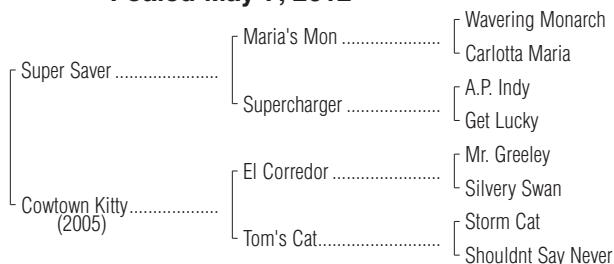 Foaled May 7, 2012
Wavering Monarch
Maria's Mon
Carlotta Maria
Super Saver
A.P. Indy
Supercharger
Get Lucky
Mr. Greeley
El Corredor
Silvery Swan
Cowtown Kitty
(2005)
Storm Cat
Tom's Cat
Shouldnt Say Never